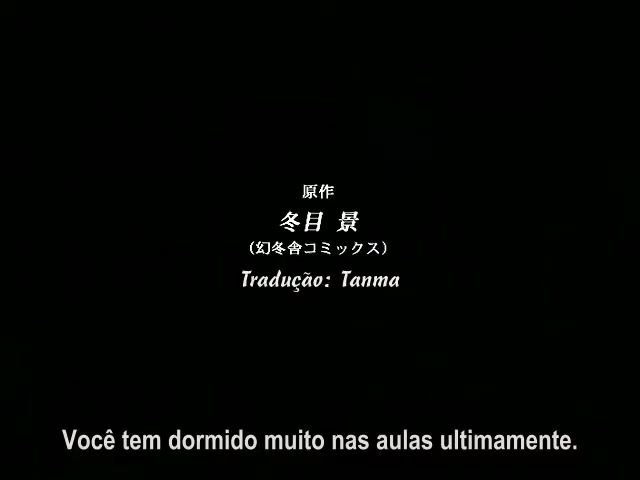 原作
冬目 景
（幻冬舎コミックス）
Tradução: Tanma
Você tem dormido muito nas aulas ultimamente.